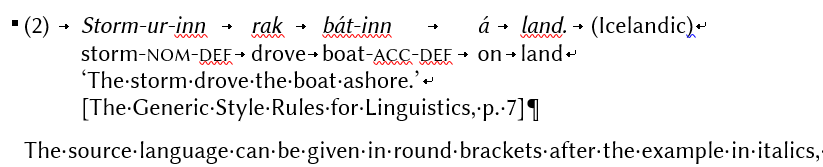 (2) Storm-ur-inn rak bát-inn á land. (Icelandic)
storm-NOM-DEF drove boat-ACC-DEF on land
‘The storm drove the boat ashore.’
[The Generic Style Rules for Linguistics, p. 7]¶
The source language can be given in round brackets after the example in italics,